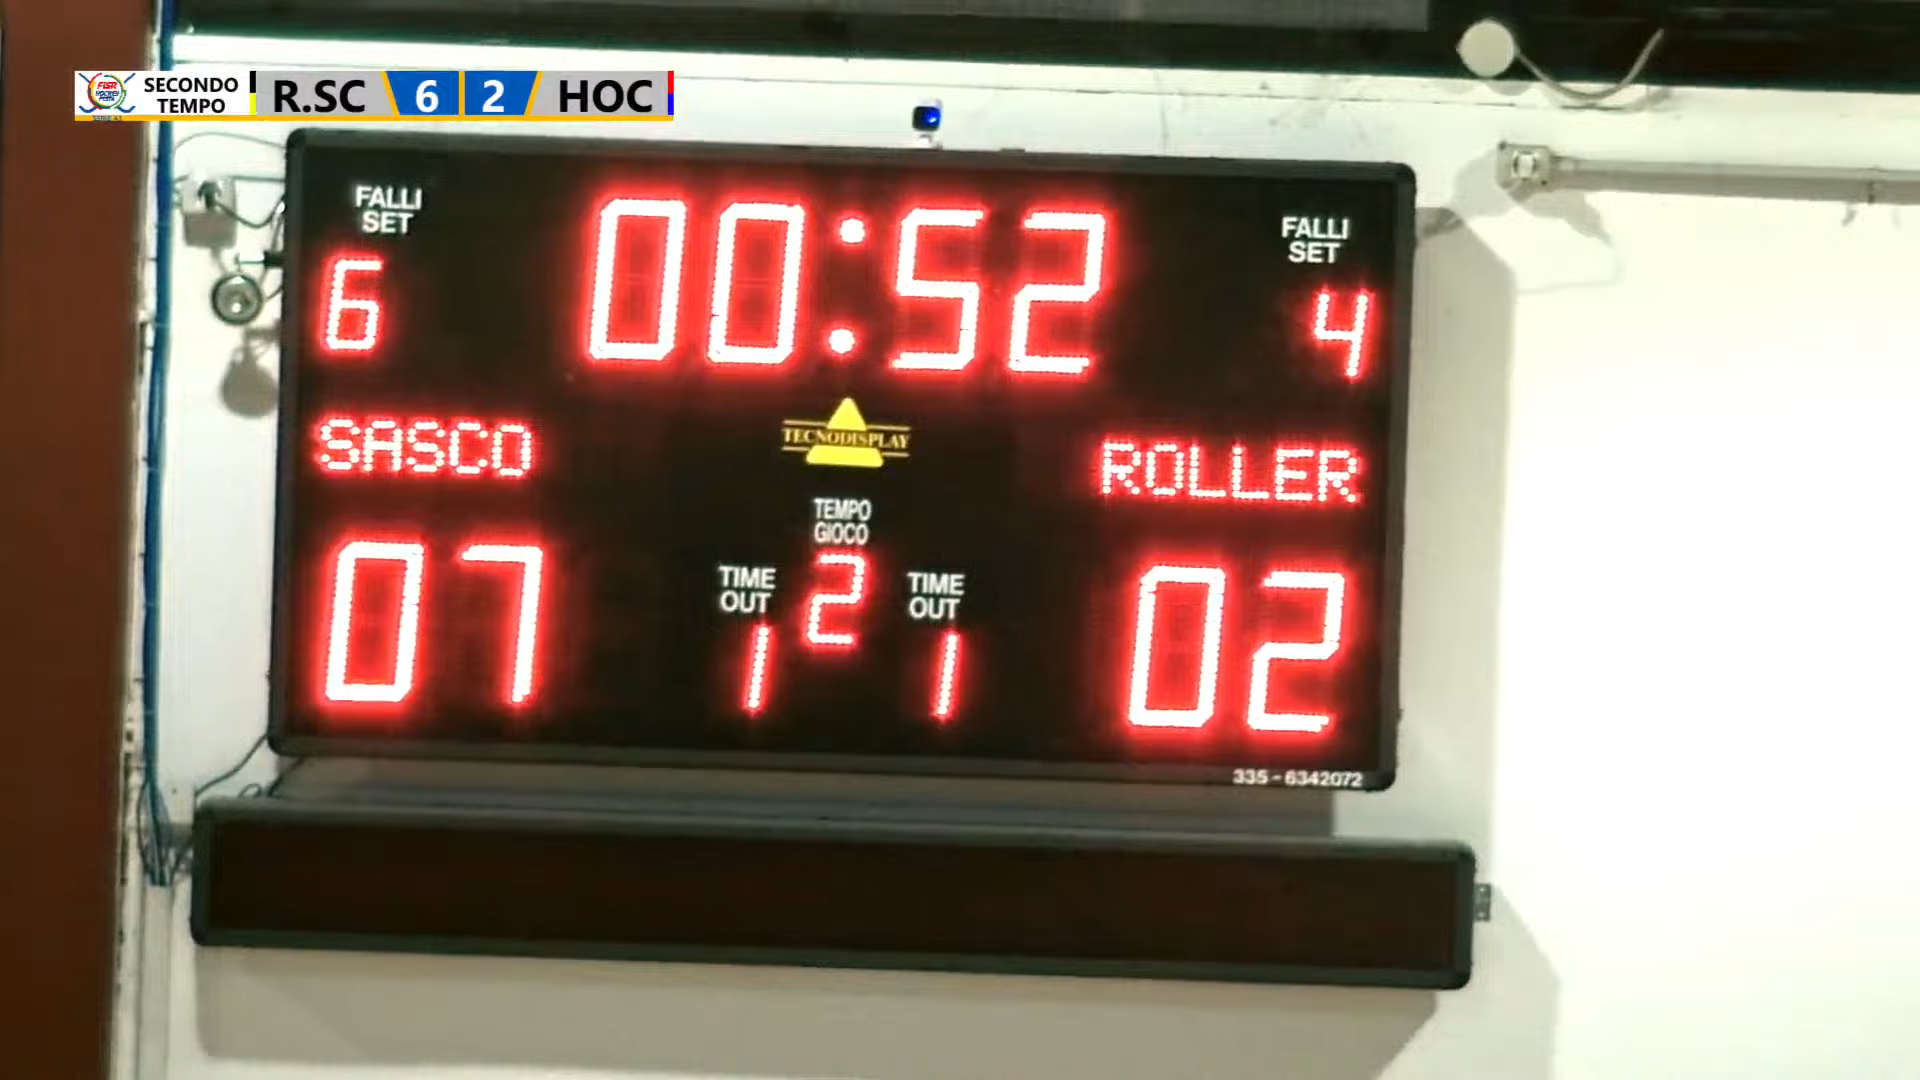 SECONDO
TEMPO
R.SC 6 2 HOC
FISR
FALLI
SET
00:52
FALLI
SET
6
4
SASCO
TECNODISPLAY
ROLLER
TEMPO
GIOCO
07
TIME
OUT
2
TIME
OUT
02
1
1
335-6342072